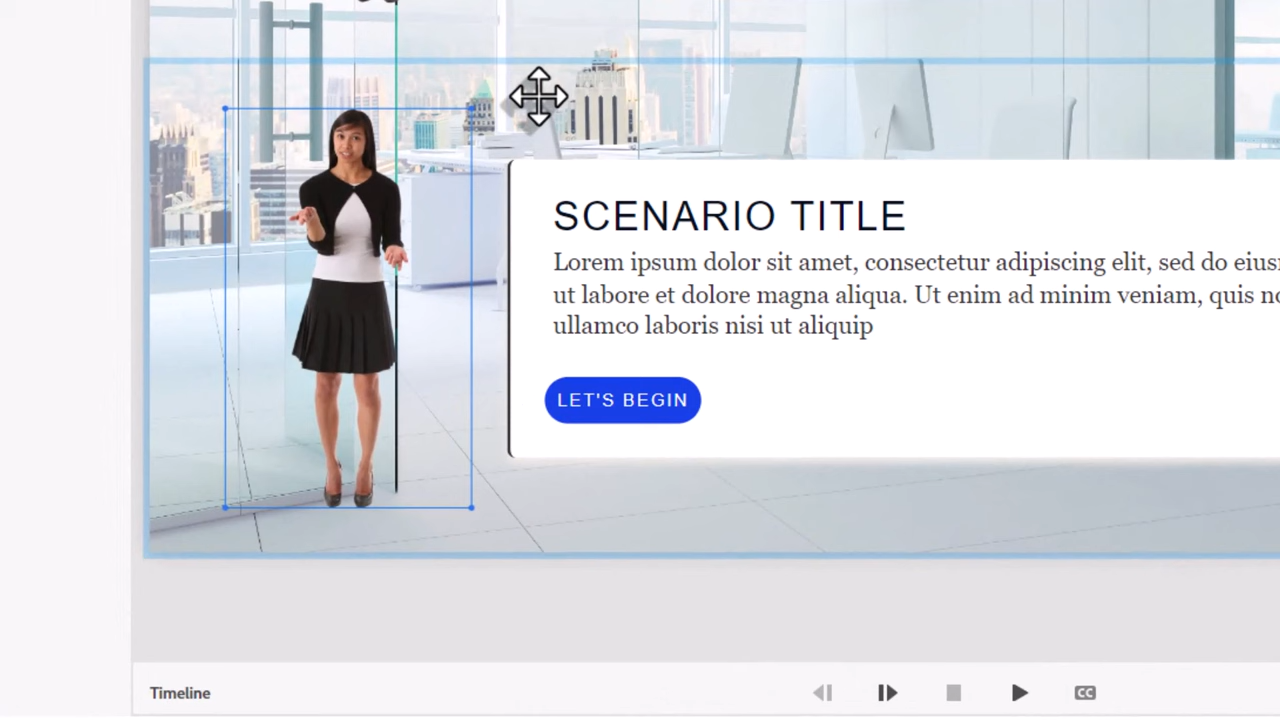 SCENARIO TITLE
Lorem ipsum dolor sit amet, consectetur adipiscing elit, sed do
ut labore et dolore magna aliqua. Ut enim ad minim veniam, quis
ullamco laboris nisi ut aliquip
LET'S BEGIN
Timeline
CC